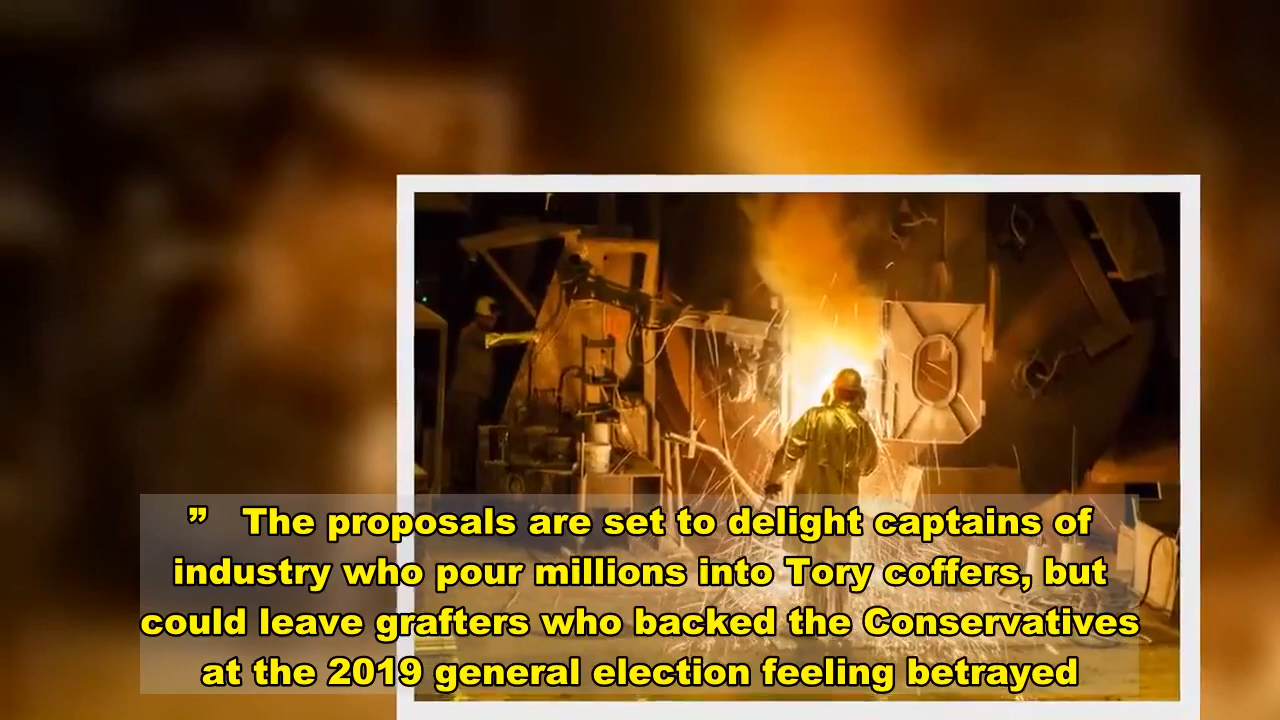 ” The proposals are set to delight captains of
industry who pour millions into Tory coffers, but
could leave grafters who backed the Conservatives
at the 2019 general election feeling betrayed